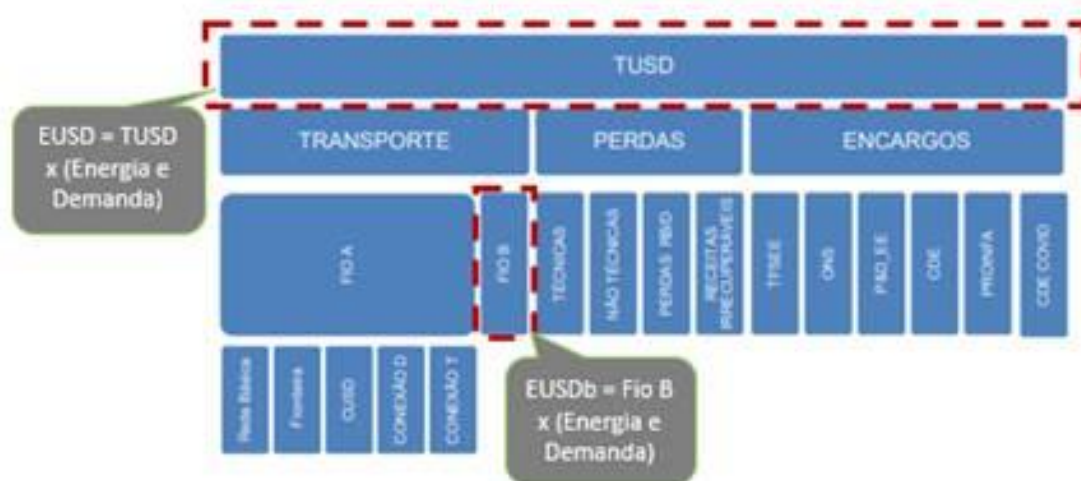 TUSD
EUSD = TUSD
x (Energia e
Demanda)
TRANSPORTE
PERDAS
ENCARGOS
FIO A
FIO B
TÉCNICAS
NÃO TÉCNICAS
PERDAS RB/D
RECEITAS
IRRECUPERÁVEIS
TFSEE
ONS
P&D_EE
CDE
PROINFA
CDE COVID
Rede Básica
Fronteira
CUSD
CONEXÃO D
CONEXÃO T
EUSDb = Fio B
x (Energia e
Demanda)